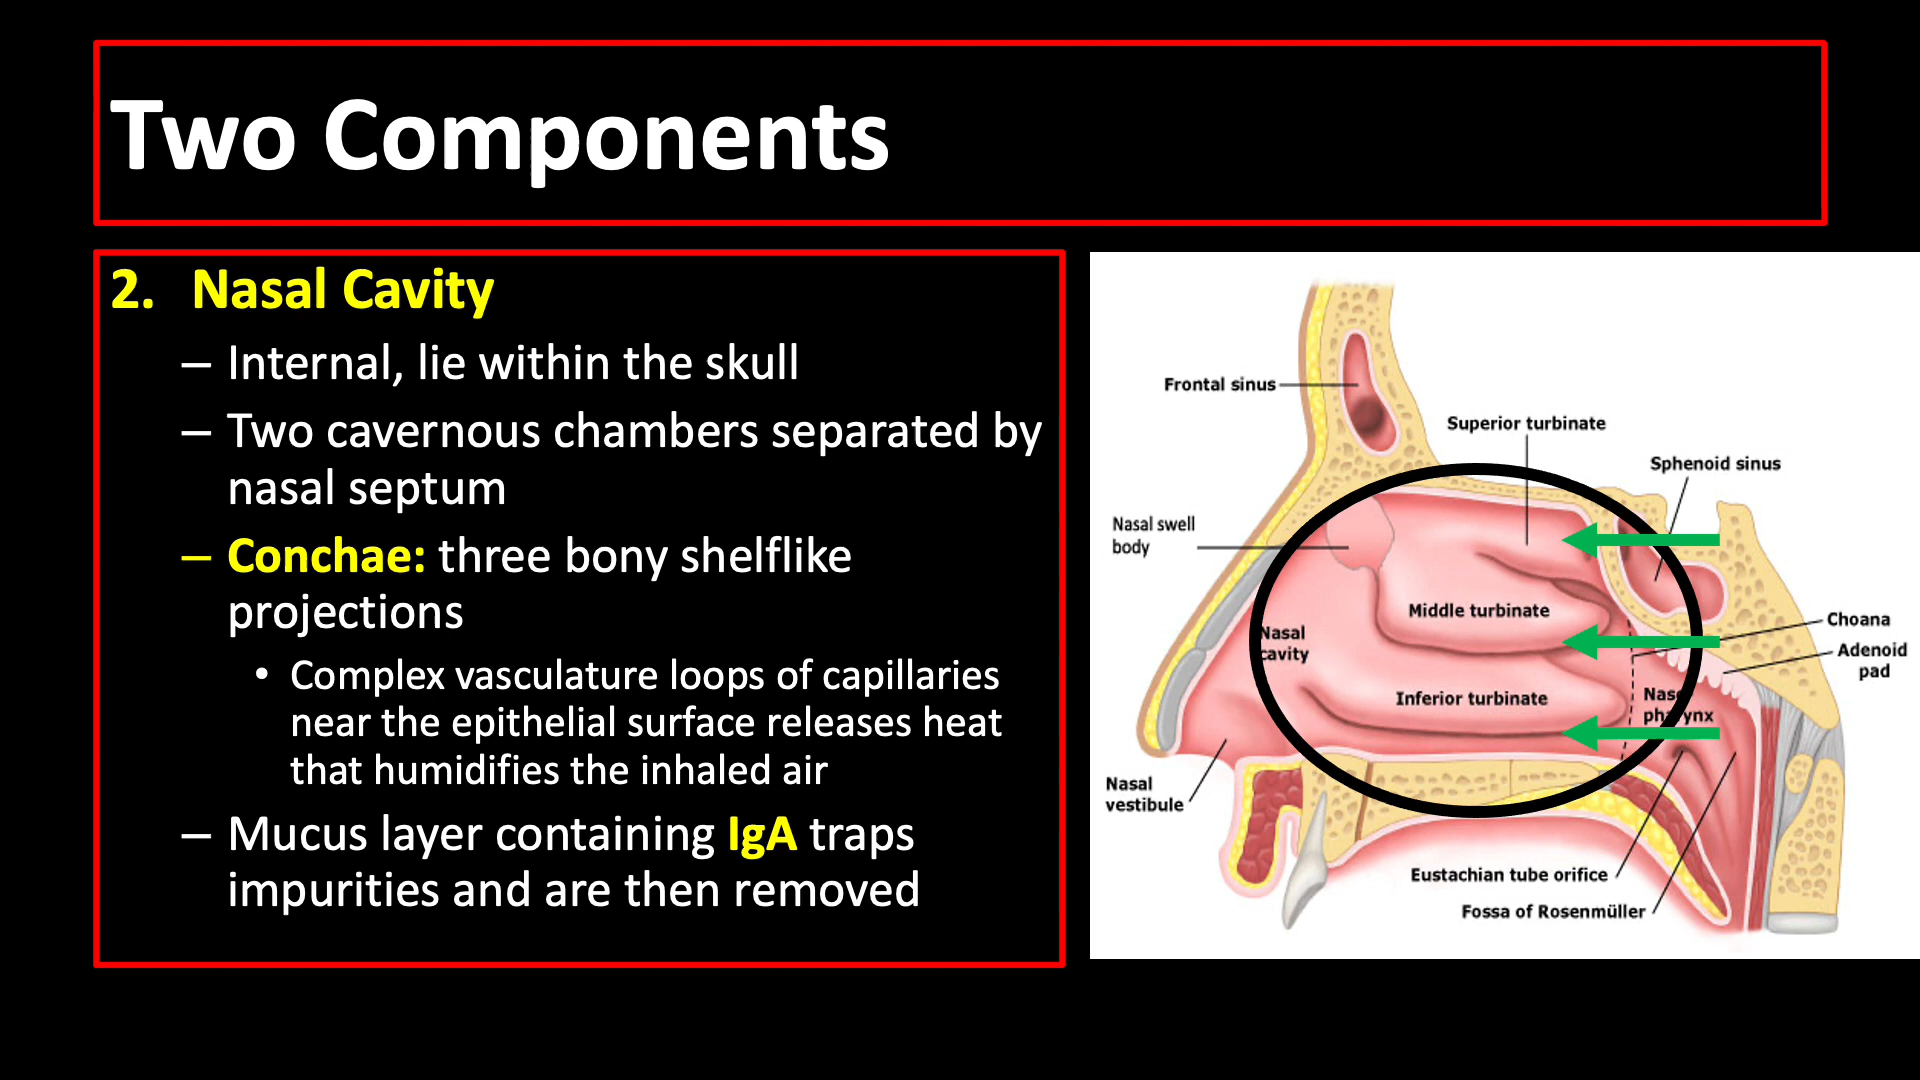 Two Components
2. Nasal Cavity
– Internal, lie within the skull
– Two cavernous chambers separated by
nasal septum
– Conchae: three bony shelflike
projections
• Complex vasculature loops of capillaries
near the epithelial surface releases heat
that humidifies the inhaled air
– Mucus layer containing IgA traps
impurities and are then removed
Frontal sinus
Superior turbinate
Sphenoid sinus
Nasal swell
body
Middle turbinate
Choana
Nasal
cavity
Adenoid
pad
Inferior turbinate
Naso
pharynx
Nasal
vestibule
Eustachian tube orifice
Fossa of Rosenmüller